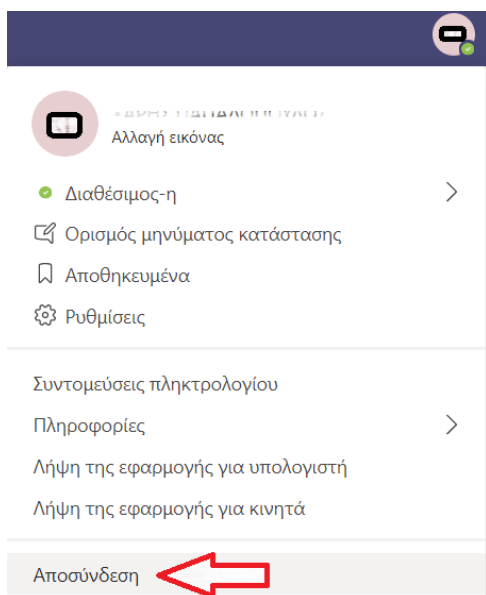 Αλλαγή εικόνας
Διαθέσιμος-η
Ορισμός μηνύματος κατάστασης
Αποθηκευμένα
Ρυθμίσεις
Συντομεύσεις πληκτρολογίου
Πληροφορίες
Λήψη της εφαρμογής για υπολογιστή
Λήψη της εφαρμογής για κινητά
Αποσύνδεση